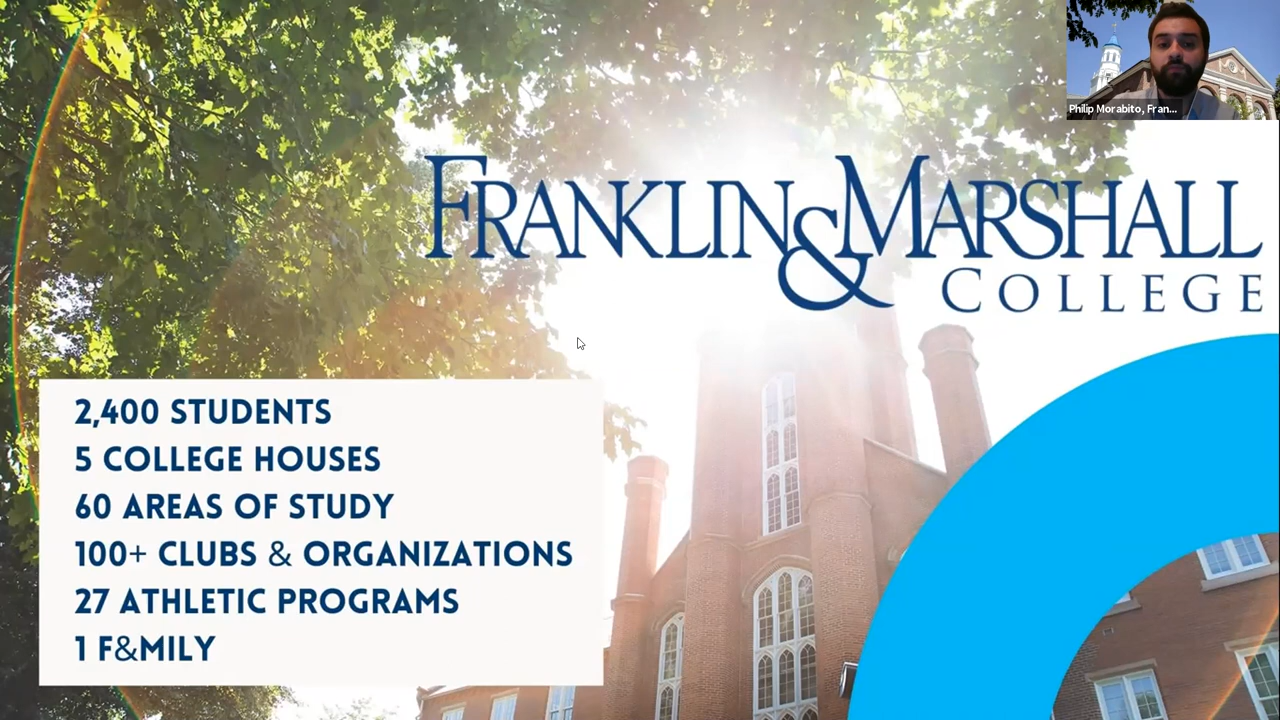 Philip Morabito, Fran...
FRANKLIN & MARSHALL
COLLEGE
2,400 STUDENTS
5 COLLEGE HOUSES
60 AREAS OF STUDY
100+ CLUBS & ORGANIZATIONS
27 ATHLETIC PROGRAMS
1 F&MILY